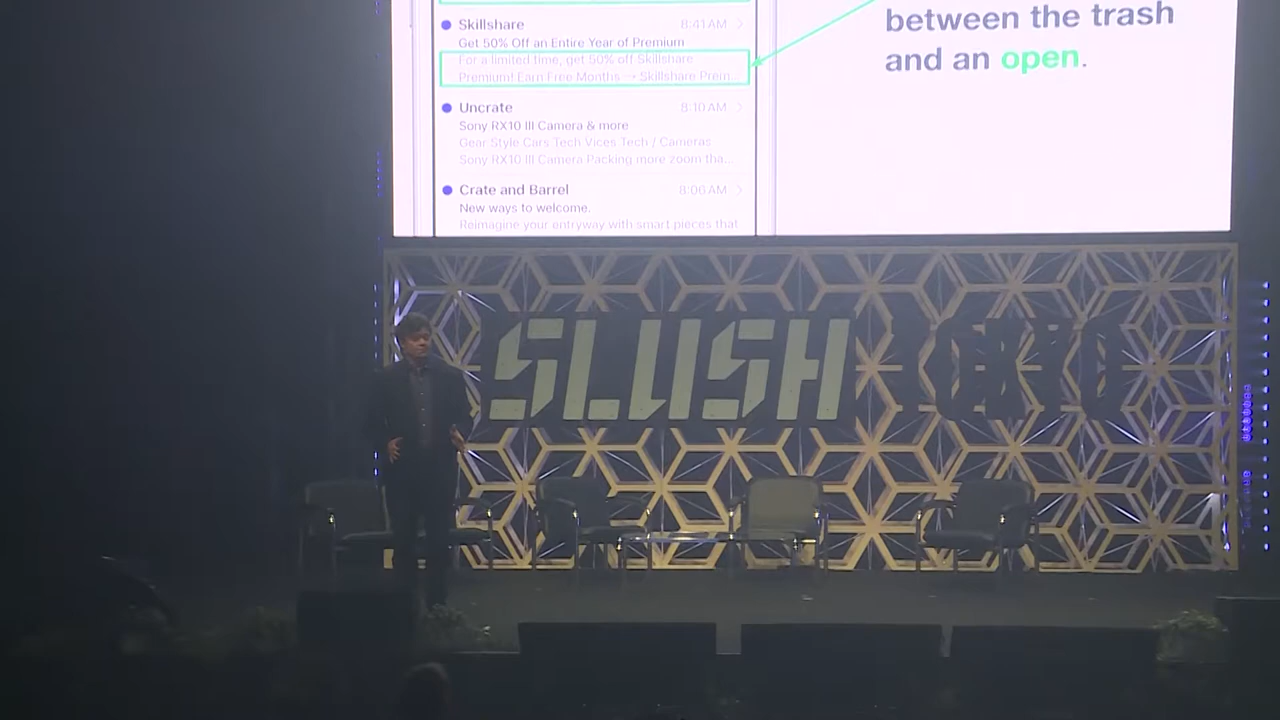 Skillshare 8:41 AM
Get 50% Off an Entire Year of Premium
For a limited time, get 50% off Skillshare
Premium! Earn Free Months → Skillshare Prem...
Uncrate 8:10 AM
Sony RX10 III Camera & more
Gear Style Cars Tech Vices Tech / Cameras
Sony RX10 III Camera Packing more zoom tha...
Crate and Barrel 8:06 AM
New ways to welcome.
Reimagine your entryway with smart pieces that
between the trash
and an open.
SLUSH TOKYO